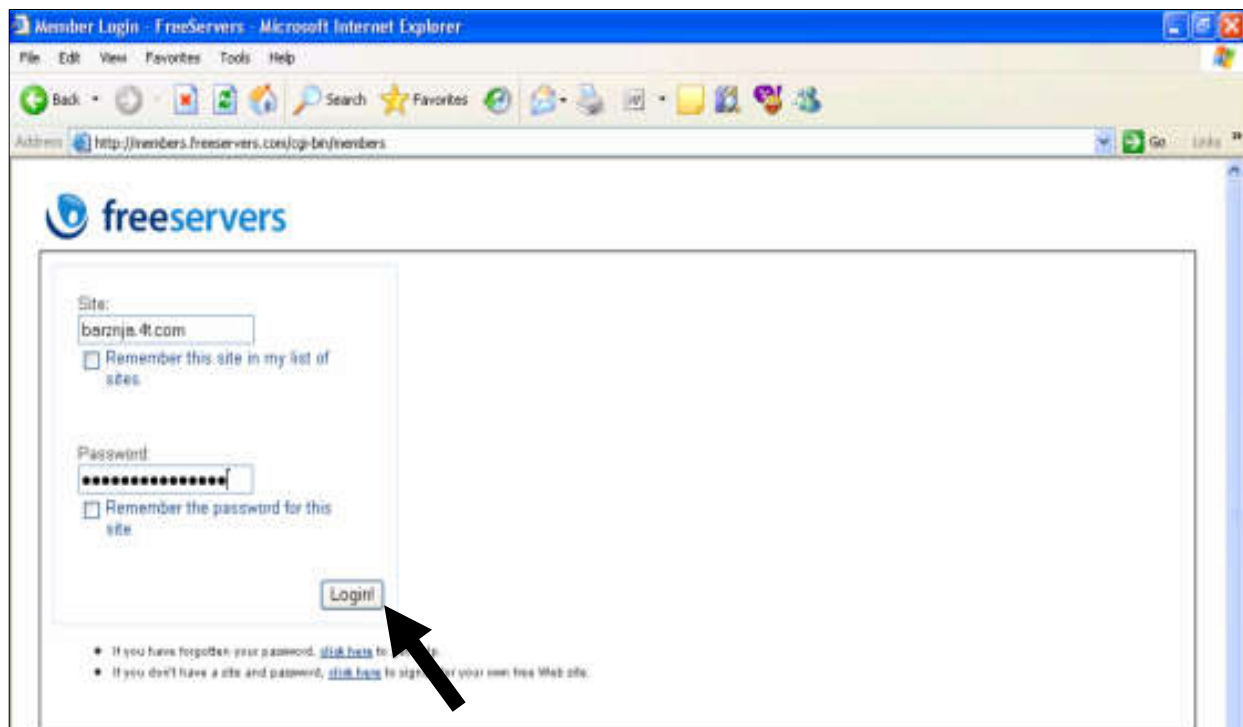 Member Login - FreeServers - Microsoft Internet Explorer
File Edit View Favorites Tools Help
Back Search Favorites
Address http://members.freeservers.com/cgi-bin/members Go Links »
freeservers
Site:
barznja.4t.com
Remember this site in my list of
sites.
Password:
•••••••••••••••
Remember the password for this
site.
Login!
If you have forgotten your password, click here to
If you don't have a site and password, click here to sign for your own free Web site.